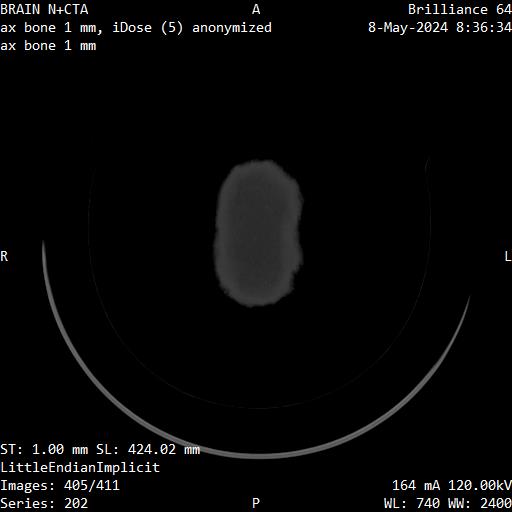 BRAIN N+CTA
A
Brilliance 64
ax bone 1 mm, iDose (5) anonymized
8-May-2024 8:36:34
ax bone 1 mm
R
L
ST: 1.00 mm SL: 424.02 mm
LittleEndianImplicit
Images: 405/411
164 mA 120.00kV
Series: 202
P
WL: 740 WW: 2400